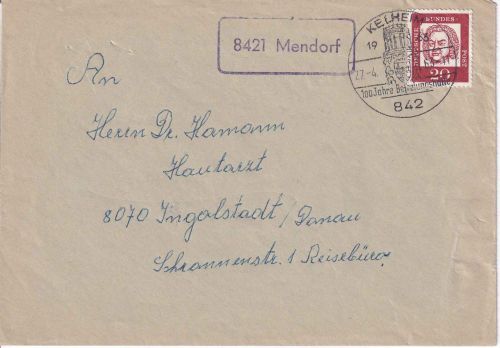 8421 Mendorf
KELHEIM
19
27-4.
100 Jahre Befreiungshalle
842
DEUTSCHE BUNDESPOST
20
An
Herrn Dr. Hamann
Hautarzt
8070 Ingolstadt/Donau
Schrannenstr. 1 Reisebüro